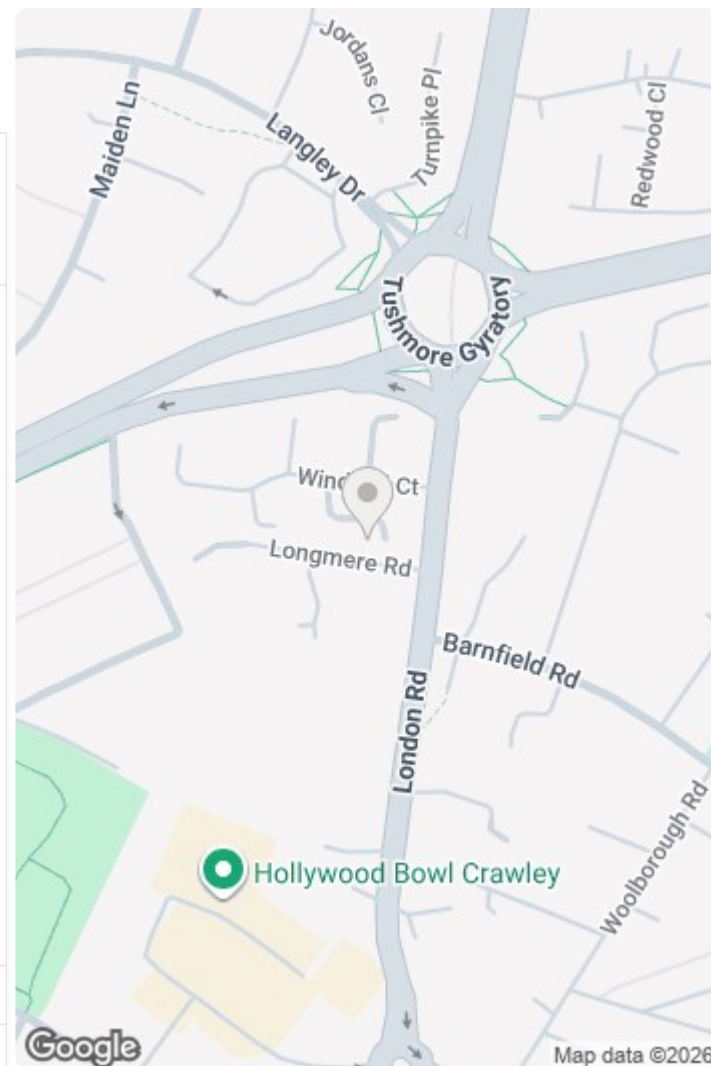 Jordans Cl
Turnpike Pl
Redwood Cl
Maiden Ln
Langley Dr
Tushmore Gyratory
Ct
Longmere Rd
Barnfield Rd
London Rd
Woolborough Rd
Hollywood Bowl Crawley
Google
Map data ©2026